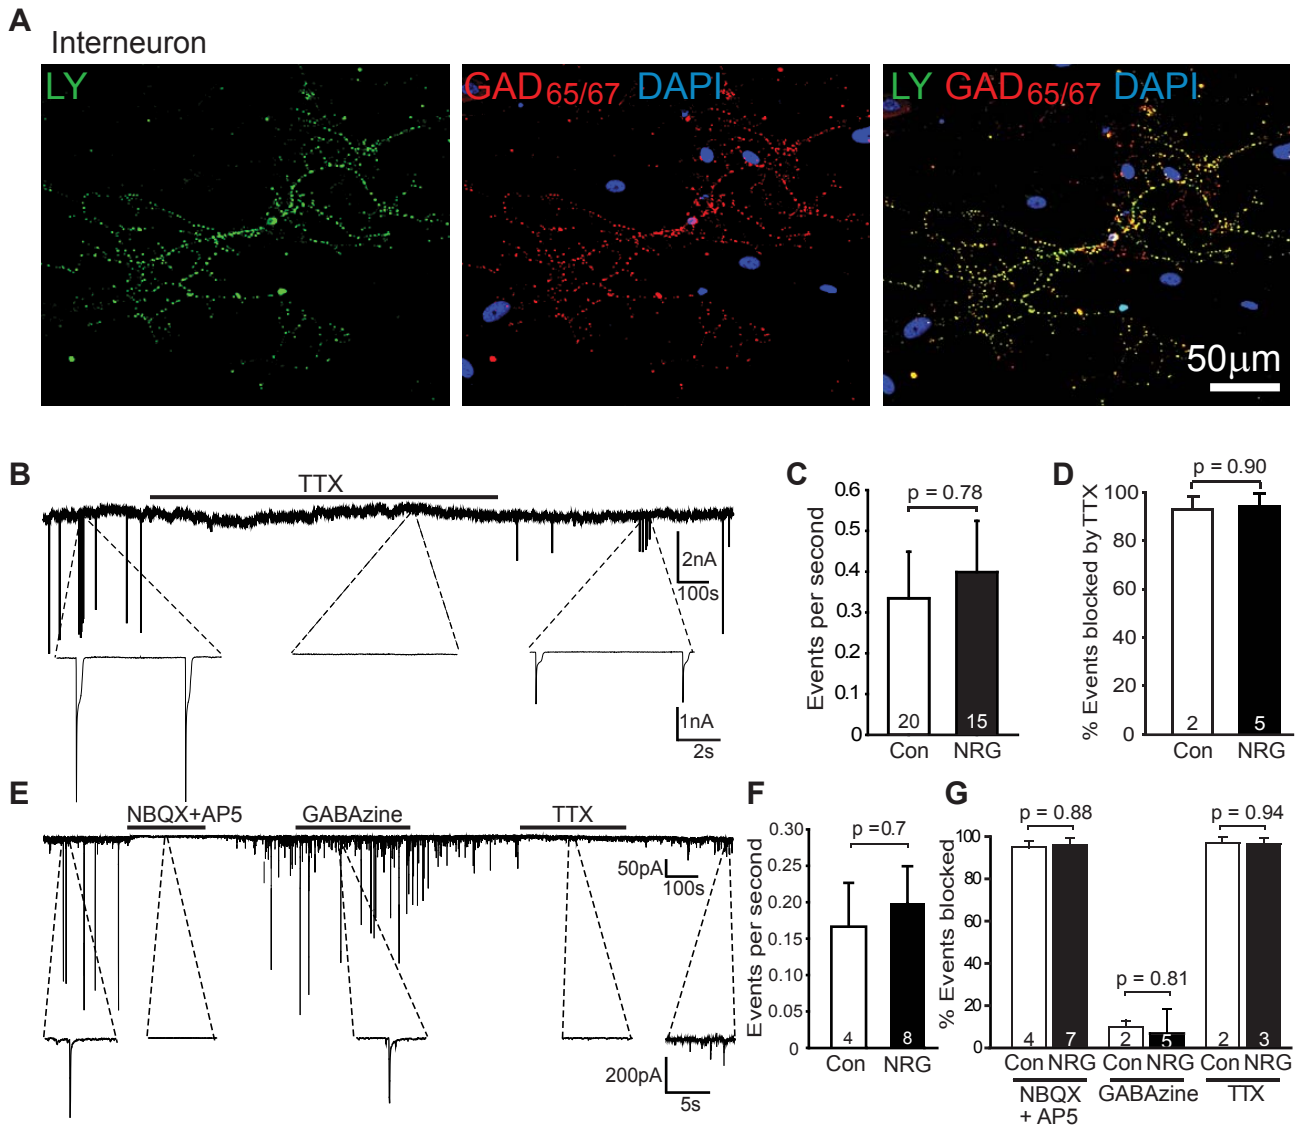 A
Interneuron
LY
GAD65/67 DAPI
LY GAD65/67 DAPI
50μm
B
TTX
2nA
100s
1nA
2s
C
p = 0.78
Events per second
0.6
0.5
0.4
0.3
0.2
0.1
0
20
15
Con
NRG
D
p = 0.90
% Events blocked by TTX
100
80
60
40
20
0
2
5
Con
NRG
E
NBQX+AP5
GABAzine
TTX
50pA
100s
200pA
5s
F
p =0.7
Events per second
0.30
0.25
0.20
0.15
0.10
0.05
0
4
8
Con
NRG
G
p = 0.88
p = 0.94
p = 0.81
% Events blocked
100
80
60
40
20
0
4
7
2
5
2
3
Con NRG Con NRG Con NRG
NBQX
+ AP5
GABAzine
TTX